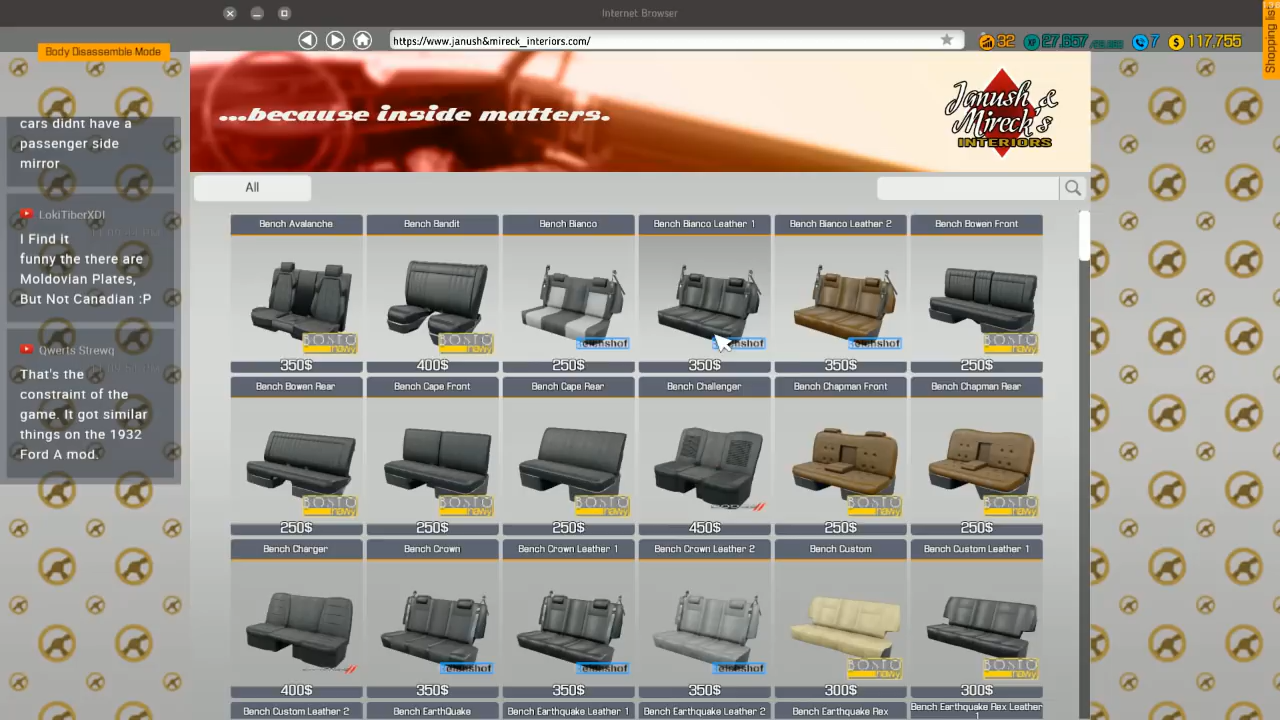 Internet Browser
https://www.janush&mireck_interiors.com/
32
7
117,755
Shopping list
Body Disassemble Mode
...because inside matters.
Janush & Mireck's
INTERIORS
cars didnt have a
passenger side
mirror
LokiTiberXDI
I Find it
funny the there are
Moldovian Plates,
But Not Canadian :P
Qwerts Strewq
That's the
constraint of the
game. It got similar
things on the 1932
Ford A mod.
All
Bench Avalanche
Bench Bandit
Bench Bianco
Bench Bianco Leather 1
Bench Bianco Leather 2
Bench Bowen Front
350$
400$
250$
350$
350$
250$
Bench Bowen Rear
Bench Cape Front
Bench Cape Rear
Bench Challenger
Bench Chapman Front
Bench Chapman Rear
250$
250$
250$
450$
250$
250$
Bench Charger
Bench Crown
Bench Crown Leather 1
Bench Crown Leather 2
Bench Custom
Bench Custom Leather 1
400$
350$
350$
350$
300$
300$
Bench Custom Leather 2
Bench EarthQuake
Bench Earthquake Leather 1
Bench Earthquake Leather 2
Bench Earthquake Rex
Bench Earthquake Rex Leather
1